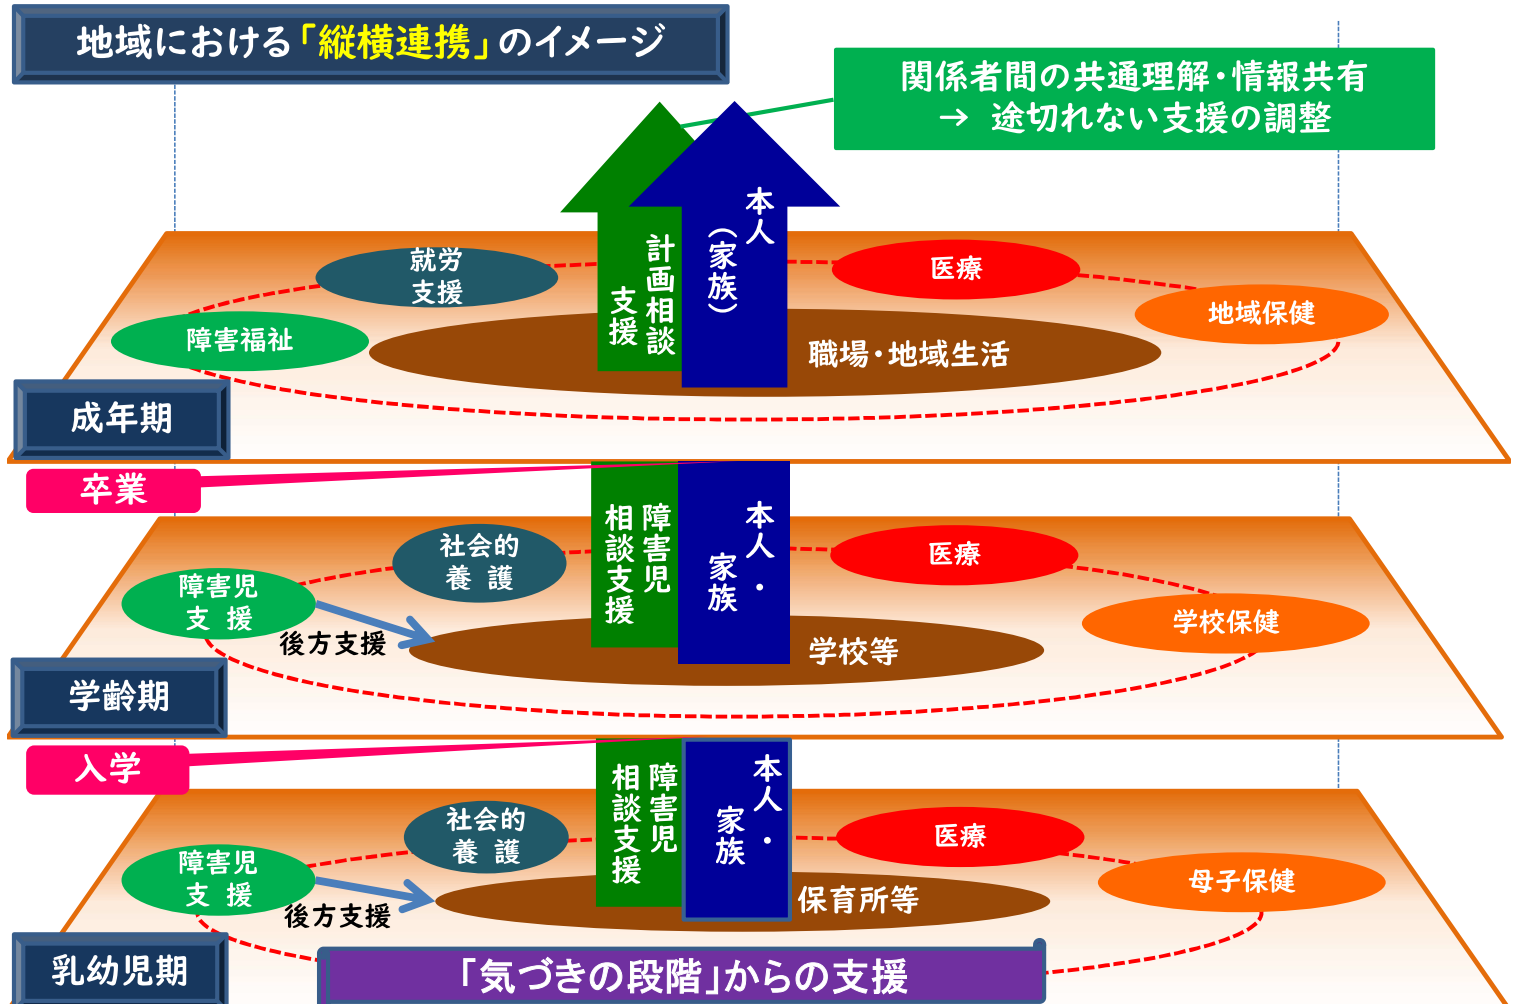 地域における「縦横連携」のイメージ
関係者間の共通理解・情報共有
→ 途切れない支援の調整
本人
（家族）
計画相談
支援
就労
支援
医療
地域保健
障害福祉
職場・地域生活
成年期
卒業
本人・
家族
障害児
相談支援
社会的
養 護
医療
障害児
支 援
後方支援
学校保健
学校等
学齢期
入学
本人・
家族
障害児
相談支援
社会的
養 護
医療
障害児
支 援
後方支援
母子保健
保育所等
乳幼児期
「気づきの段階」からの支援